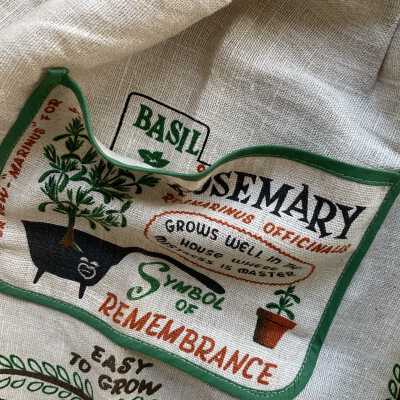 BASIL
ROSEMARY
ROSMARINUS OFFICINALIS
GROWS WELL IN
HOUSE WHERE
MISTRESS IS MASTER
SYMBOL
OF
REMEMBRANCE
EASY
TO
GROW
"MARINUS" FOR